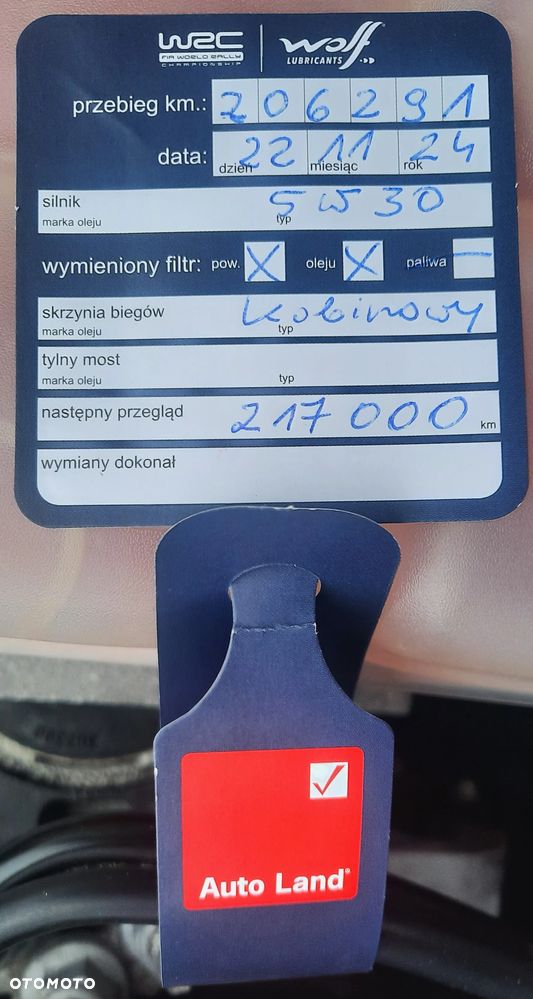 WRC wolf
FIA WORLD RALLY LUBRICANTS
CHAMPIONSHIP
przebieg km.: 206291
data: dzień 22 miesiąc 11 rok 24
silnik
marka oleju typ 5W30
wymieniony filtr: pow. X oleju X paliwa —
skrzynia biegów
marka oleju typ Kabinowy
tylny most
marka oleju typ
następny przegląd 217000 km
wymiany dokonał
Auto Land®
OTOMOTO